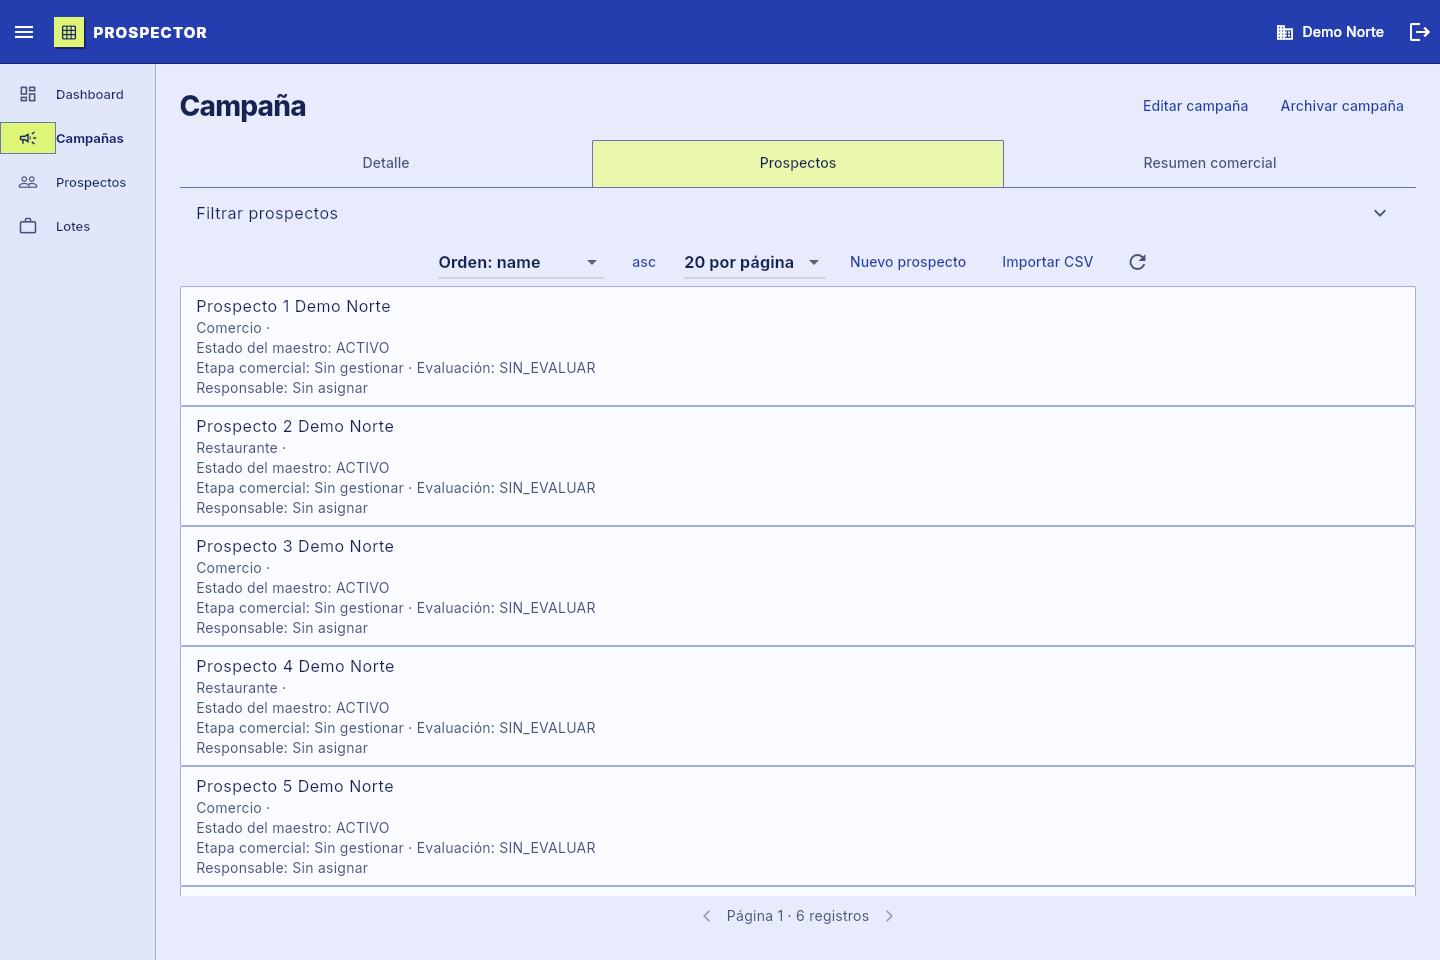 PROSPECTOR
Demo Norte
Dashboard
Campañas
Prospectos
Lotes
Campaña
Editar campaña
Archivar campaña
Detalle
Prospectos
Resumen comercial
Filtrar prospectos
Orden: name
asc
20 por página
Nuevo prospecto
Importar CSV
Prospecto 1 Demo Norte
Comercio ·
Estado del maestro: ACTIVO
Etapa comercial: Sin gestionar · Evaluación: SIN_EVALUAR
Responsable: Sin asignar
Prospecto 2 Demo Norte
Restaurante ·
Estado del maestro: ACTIVO
Etapa comercial: Sin gestionar · Evaluación: SIN_EVALUAR
Responsable: Sin asignar
Prospecto 3 Demo Norte
Comercio ·
Estado del maestro: ACTIVO
Etapa comercial: Sin gestionar · Evaluación: SIN_EVALUAR
Responsable: Sin asignar
Prospecto 4 Demo Norte
Restaurante ·
Estado del maestro: ACTIVO
Etapa comercial: Sin gestionar · Evaluación: SIN_EVALUAR
Responsable: Sin asignar
Prospecto 5 Demo Norte
Comercio ·
Estado del maestro: ACTIVO
Etapa comercial: Sin gestionar · Evaluación: SIN_EVALUAR
Responsable: Sin asignar
Página 1 · 6 registros